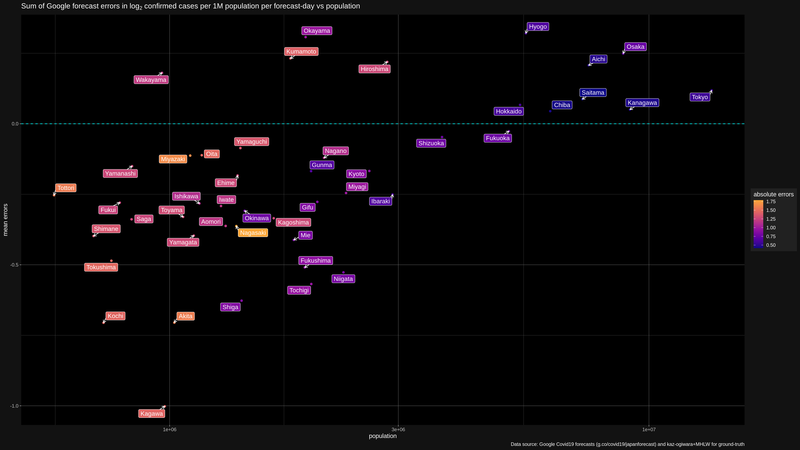 Sum of Google forecast errors in log₂ confirmed cases per 1M population per forecast-day vs population
Hyogo
Okayama
Osaka
Kumamoto
Aichi
Hiroshima
Wakayama
Saitama
Tokyo
Kanagawa
Chiba
Hokkaido
0.0
Fukuoka
Yamaguchi
Shizuoka
Nagano
Oita
Miyazaki
absolute errors
Gunma
Yamanashi
Kyoto
1.75
Ehime
Miyagi
1.50
Tottori
Ishikawa
1.25
Iwate
Ibaraki
1.00
Gifu
Fukui
Toyama
0.75
Saga
Okinawa
mean errors
Aomori
Kagoshima
0.50
Shimane
Nagasaki
Mie
Yamagata
Fukushima
-0.5
Tokushima
Niigata
Tochigi
Shiga
Kochi
Akita
-1.0
Kagawa
1e+06
3e+06
1e+07
population
Data source: Google Covid19 forecasts (g.co/covid19/japanforecast) and kaz-ogiwara+MHLW for ground-truth